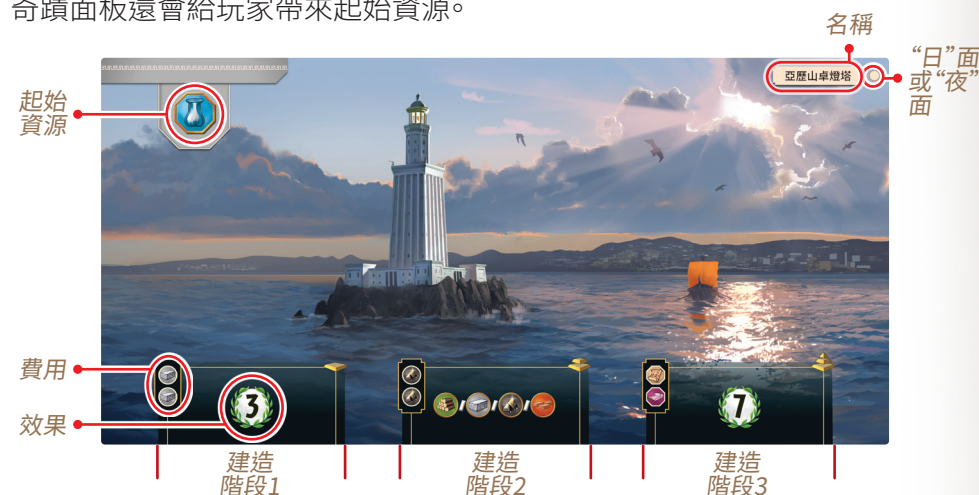 奇蹟面板還會給玩家帶來起始資源。
名稱
“日”面
或“夜”
面
亞歷山卓燈塔
起始
資源
費用
3
7
效果
建造
階段1
建造
階段2
建造
階段3